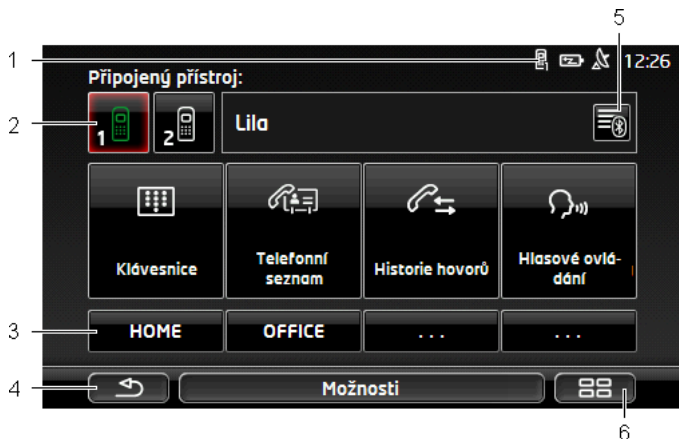 5
1
12:26
Připojený přístroj:
2
1
2
Lila
Klávesnice
Telefonní
seznam
Historie hovorů
Hlasové ovlá-
dání
3
HOME
OFFICE
...
...
4
Možnosti
6